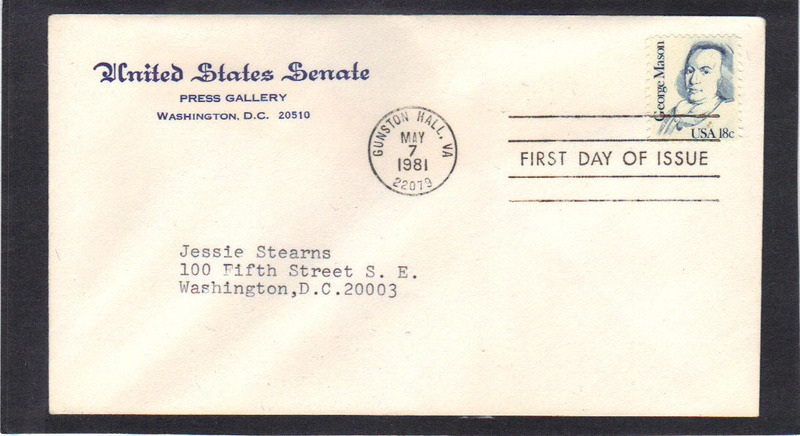 United States Senate
PRESS GALLERY
WASHINGTON, D.C. 20510
George Mason
USA 18c
GUNSTON HALL, VA
MAY
7
1981
22079
FIRST DAY OF ISSUE
Jessie Stearns
100 Fifth Street S. E.
Washington,D.C.20003